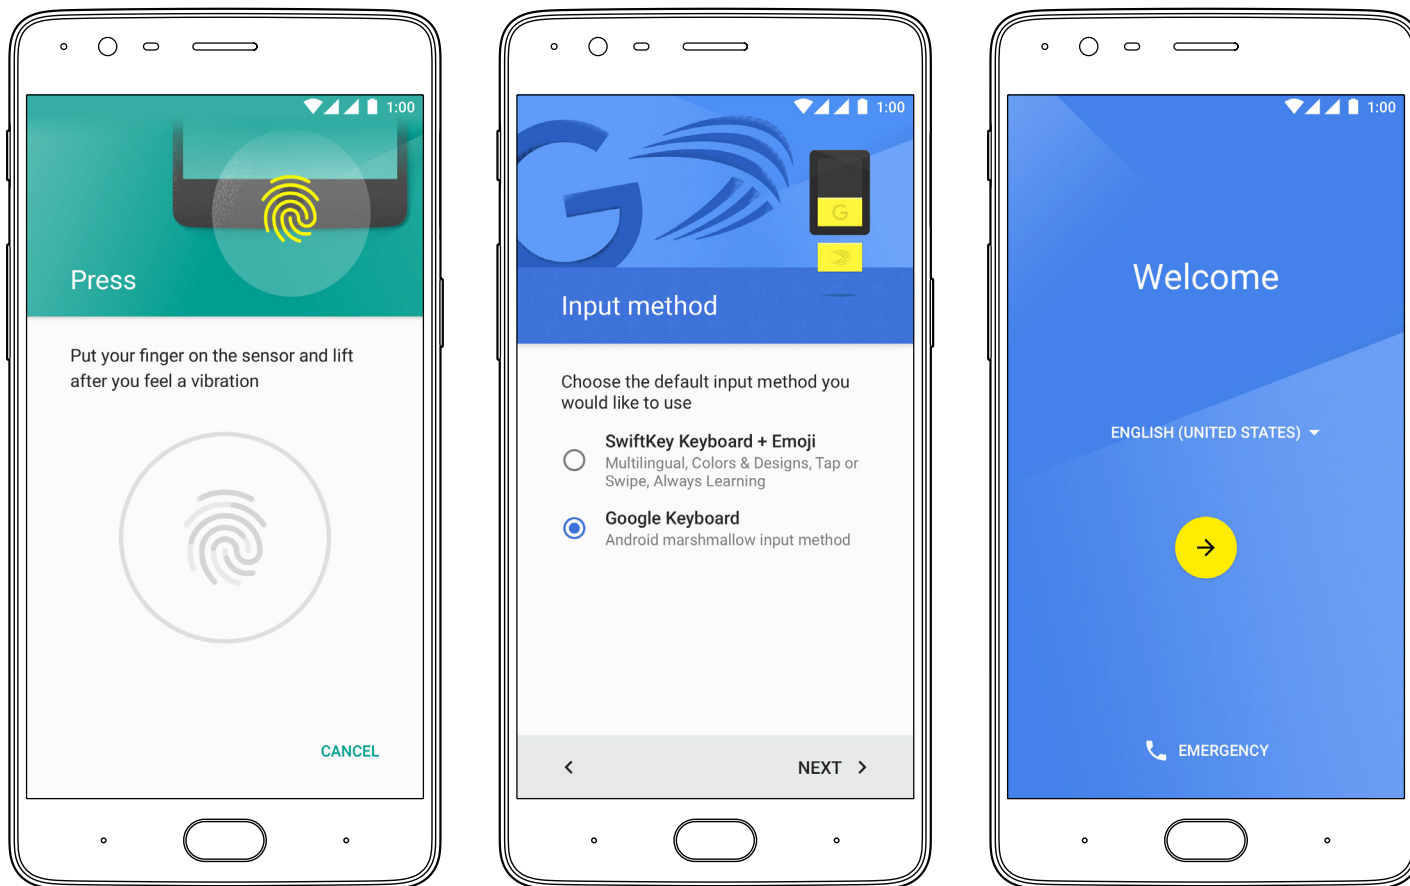 1:00
Press
Put your finger on the sensor and lift
after you feel a vibration
CANCEL
1:00
G
G
Input method
Choose the default input method you
would like to use
SwiftKey Keyboard + Emoji
Multilingual, Colors & Designs, Tap or
Swipe, Always Learning
Google Keyboard
Android marshmallow input method
NEXT
1:00
Welcome
ENGLISH (UNITED STATES)
EMERGENCY